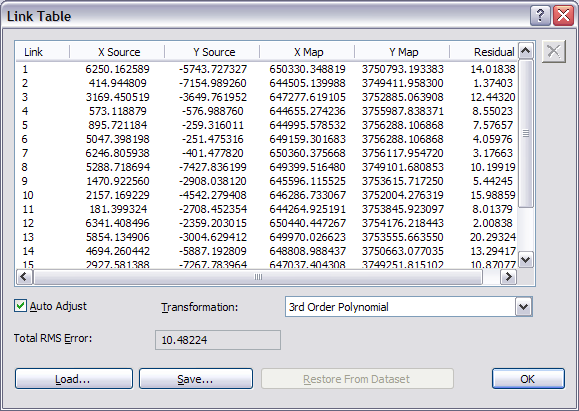 Link Table
Link X Source Y Source X Map Y Map Residual
1 6250.162589 -5743.727327 650330.348819 3750793.193383 14.01838
2 414.944809 -7154.989260 644505.139988 3749411.958300 1.37403
3 3169.450519 -3649.761952 647277.619105 3752885.063908 12.44320
4 573.118879 -576.988760 644655.274236 3755987.838371 8.55023
5 895.721184 -259.316011 644995.578532 3756288.106868 7.57657
6 5047.398198 -251.475316 649159.301683 3756288.106868 4.05976
7 6246.805938 -401.477820 650360.375668 3756117.954720 3.17663
8 5288.718694 -7427.836199 649399.516480 3749101.680853 10.19919
9 1470.922560 -2908.038120 645596.115525 3753615.717250 5.44245
10 2157.169229 -4542.279408 646286.733067 3752004.276319 15.98859
11 181.399324 -2708.452354 644264.925191 3753845.923097 8.01379
12 6341.408496 -2359.203015 650440.447267 3754176.218443 2.00838
13 5854.134906 -3004.629412 649970.026623 3753555.663550 20.29324
14 4694.260442 -5887.192809 648808.988437 3750663.077035 13.29417
15 2927.581388 -7267.783964 647037.404308 3749251.815102 10.87077
Auto Adjust Transformation: 3rd Order Polynomial
Total RMS Error: 10.48224
Load... Save... Restore From Dataset OK